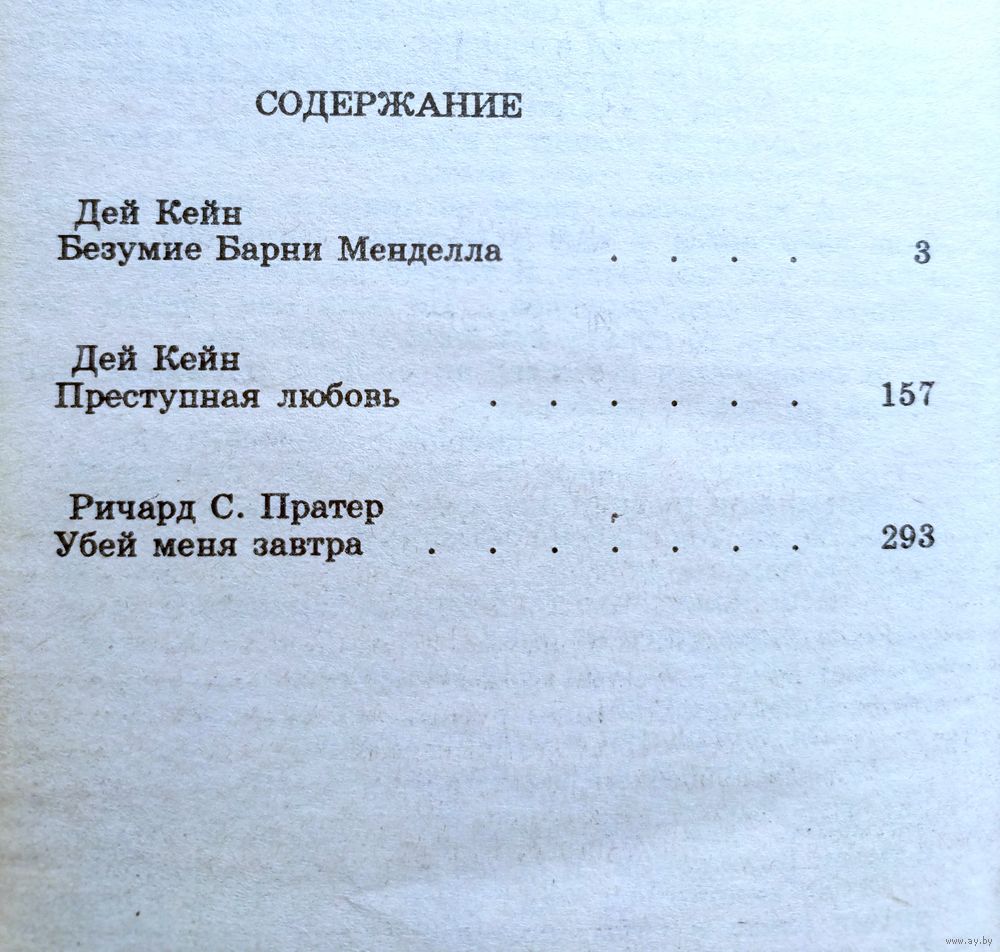 СОДЕРЖАНИЕ
Дей Кейн
Безумие Барни Менделла . . . . 3
Дей Кейн
Преступная любовь . . . . . . 157
Ричард С. Пратер
Убей меня завтра . . . . . . . 293
www.ay.by